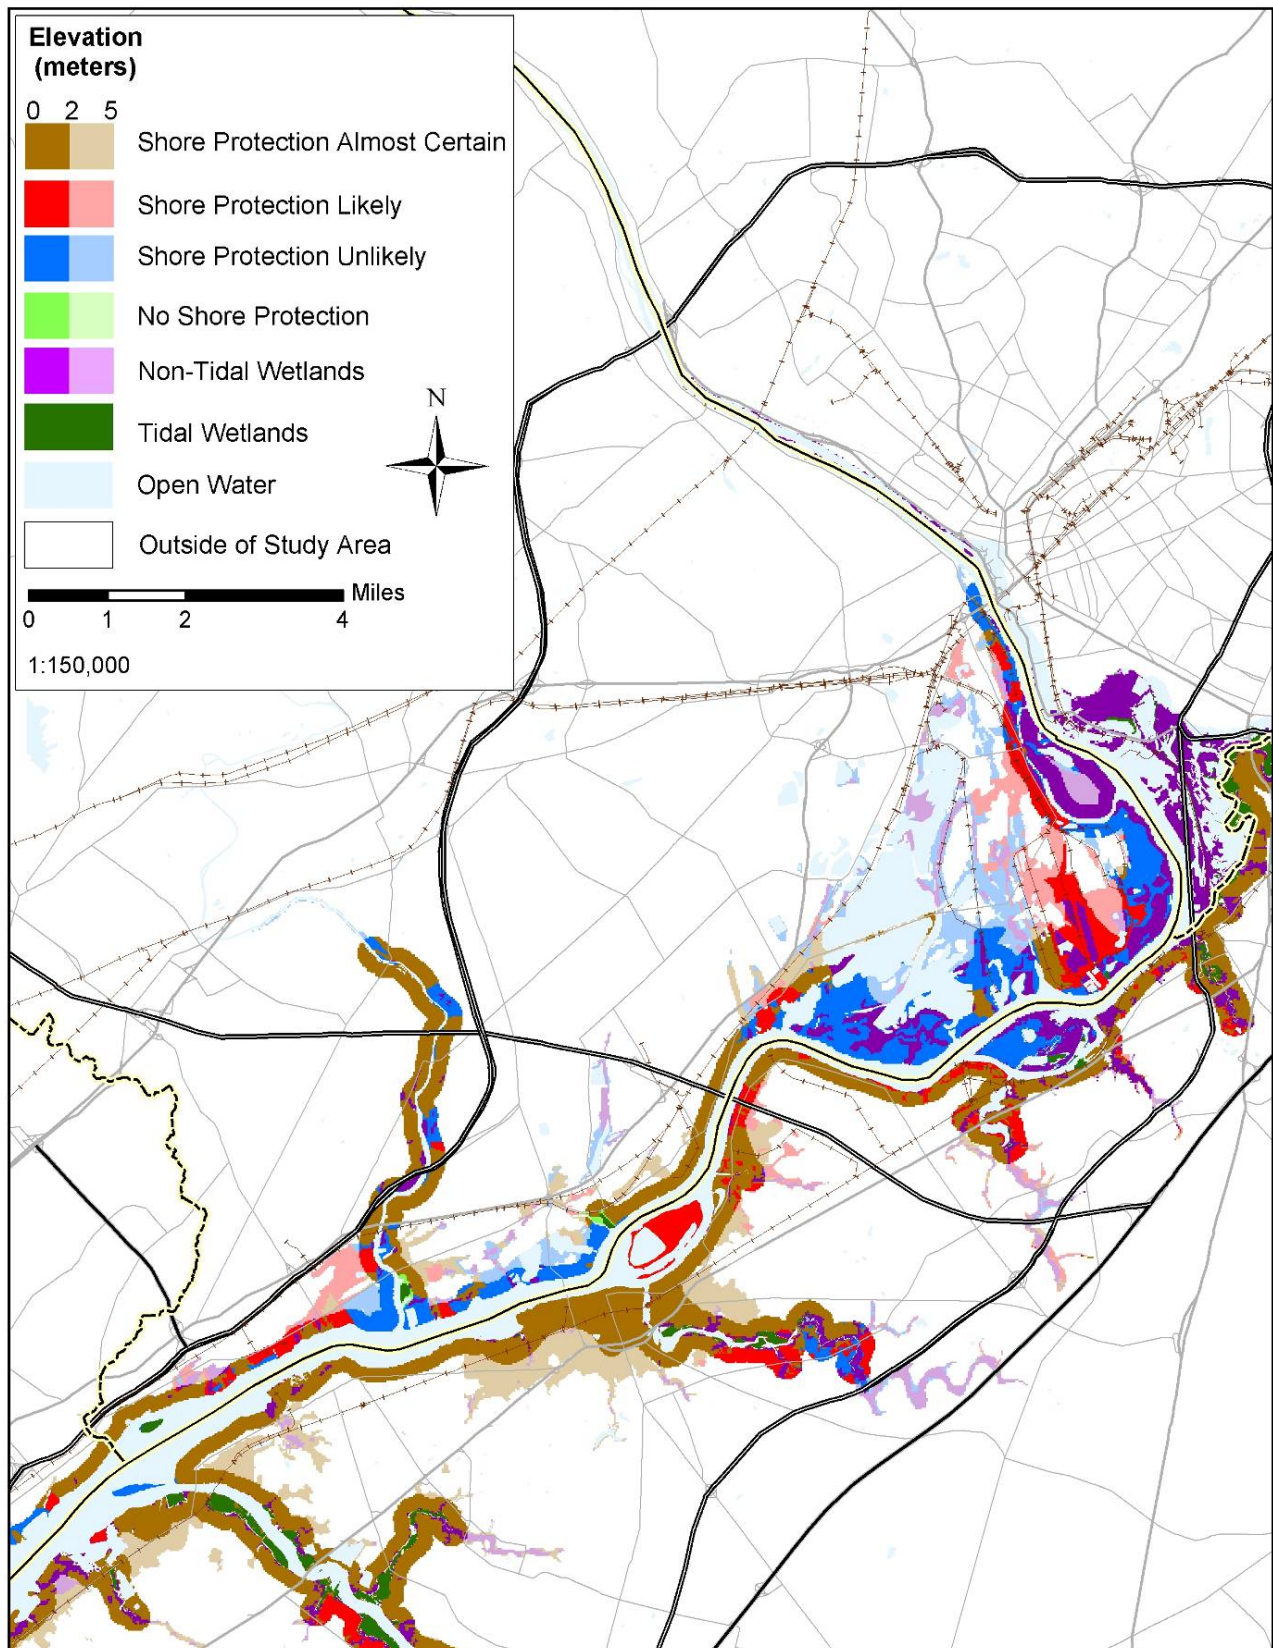 Elevation
(meters)
0 2 5
Shore Protection Almost Certain
Shore Protection Likely
Shore Protection Unlikely
No Shore Protection
Non-Tidal Wetlands
N
Tidal Wetlands
Open Water
Outside of Study Area
Miles
0 1 2 4
1:150,000